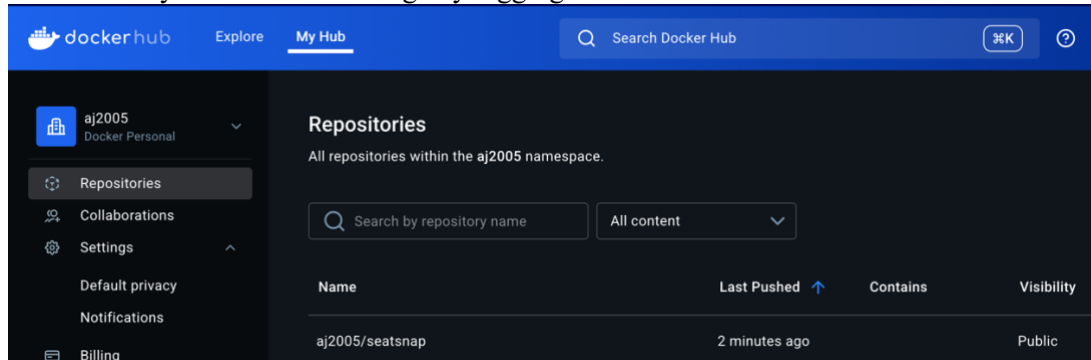 dockerhub Explore My Hub Search Docker Hub ⌘K
aj2005
Docker Personal
Repositories
Collaborations
Settings
Default privacy
Notifications
Billing
Repositories
All repositories within the aj2005 namespace.
Search by repository name All content
Name Last Pushed Contains Visibility
aj2005/seatsnap 2 minutes ago Public